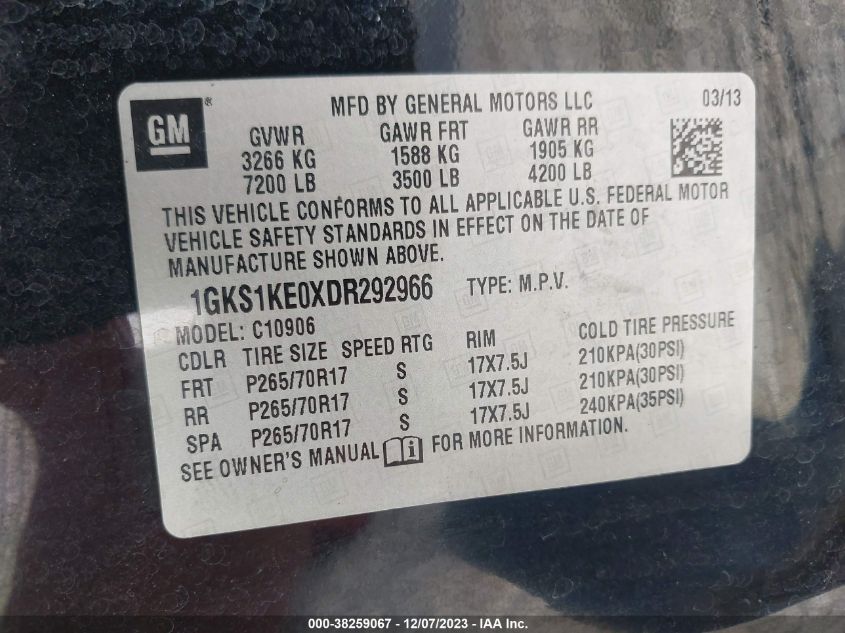 GM® MFD BY GENERAL MOTORS LLC 03/13
GVWR GAWR FRT GAWR RR
3266 KG 1588 KG 1905 KG
7200 LB 3500 LB 4200 LB
THIS VEHICLE CONFORMS TO ALL APPLICABLE U.S. FEDERAL MOTOR
VEHICLE SAFETY STANDARDS IN EFFECT ON THE DATE OF
MANUFACTURE SHOWN ABOVE.
1GKS1KE0XDR292966 TYPE: M.P.V.
MODEL: C10906
CDLR TIRE SIZE SPEED RTG RIM COLD TIRE PRESSURE
FRT P265/70R17 S 17X7.5J 210KPA(30PSI)
RR P265/70R17 S 17X7.5J 210KPA(30PSI)
SPA P265/70R17 S 17X7.5J 240KPA(35PSI)
SEE OWNER'S MANUAL i FOR MORE INFORMATION.
000-38259067 - 12/07/2023 - IAA Inc.